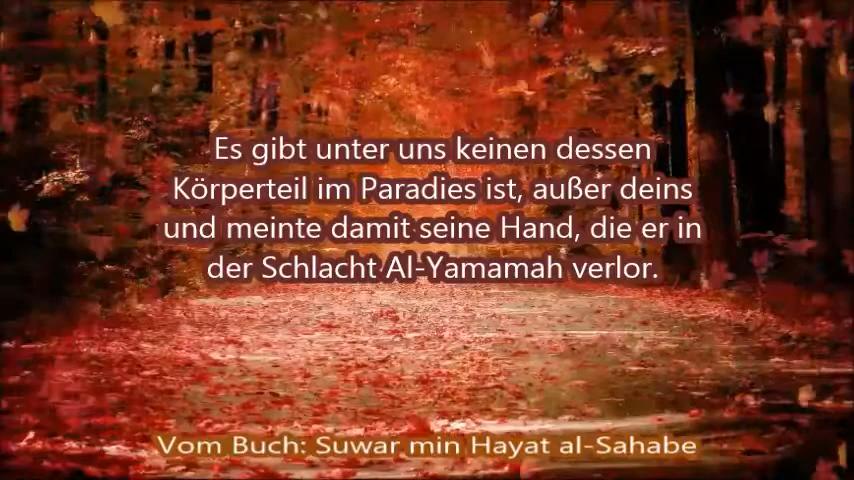 Es gibt unter uns keinen dessen
Körperteil im Paradies ist, außer deins
und meinte damit seine Hand, die er in
der Schlacht Al-Yamamah verlor.
Vom Buch: Suwar min Hayat al-Sahabe